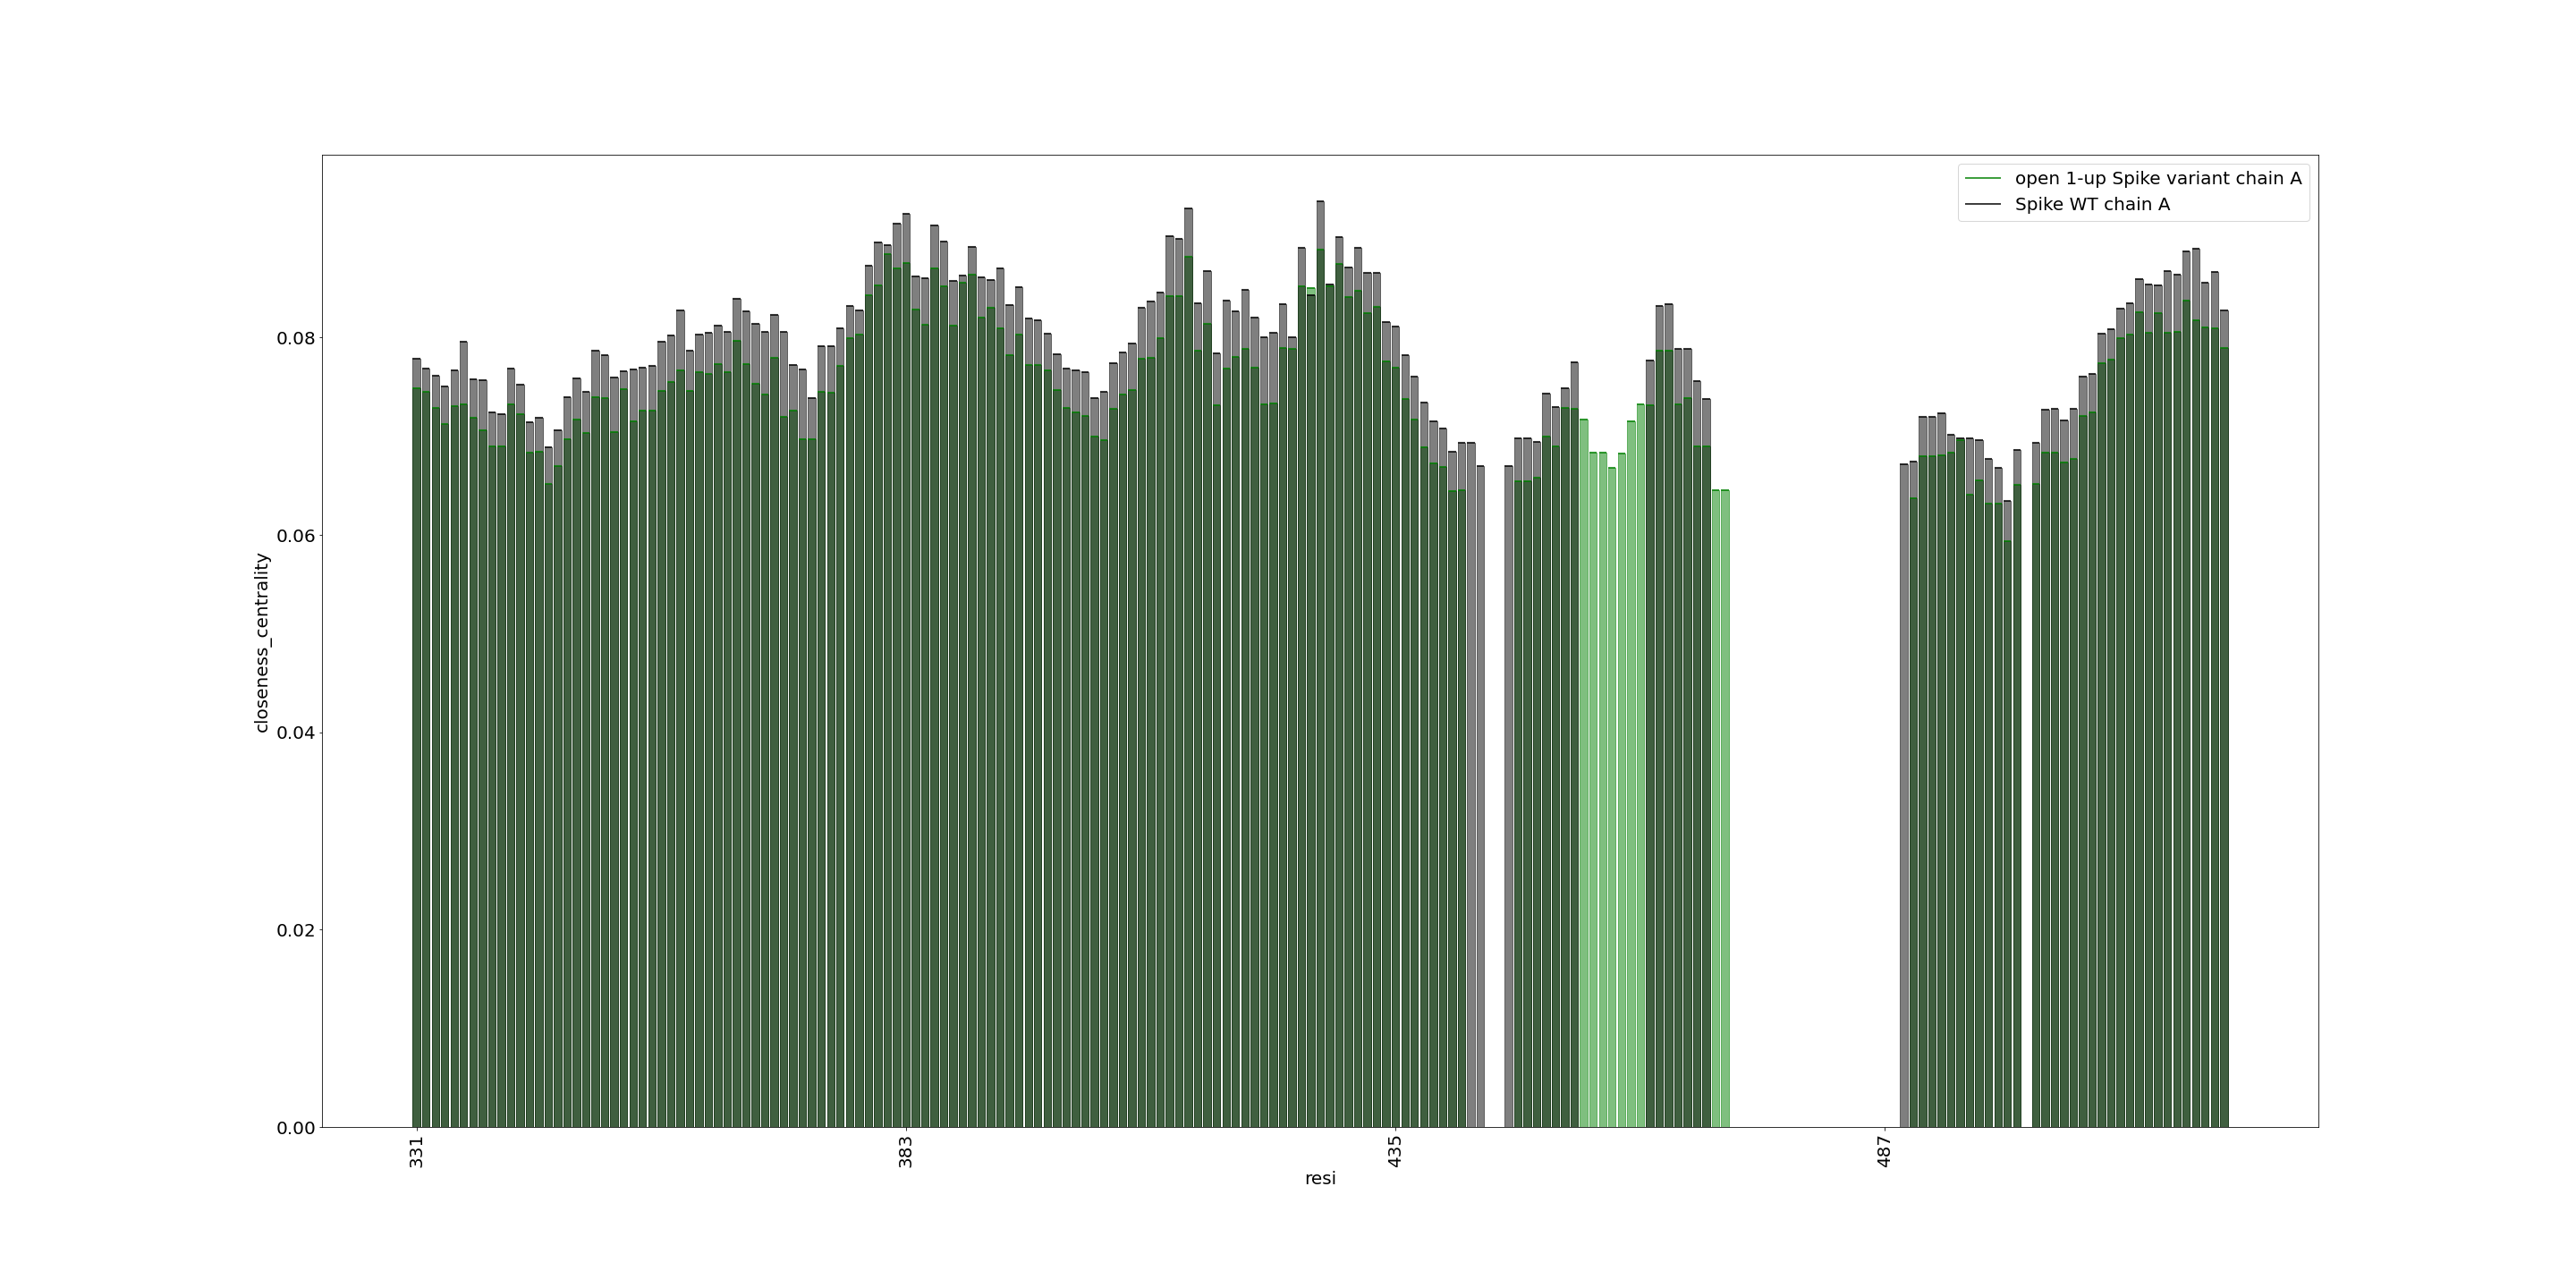 open 1-up Spike variant chain A
Spike WT chain A
closeness_centrality
0.08
0.06
0.04
0.02
0.00
331
383
435
487
resi